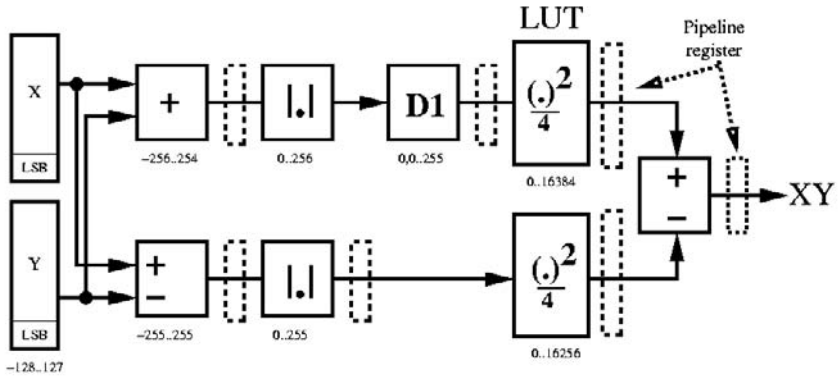 LUT
Pipeline
register
X
LSB
+
|.|
D1
(.)²
4
-256..254
0..256
0,0..255
0..16384
+
−
XY
Y
LSB
-128..127
+
−
|.|
(.)²
4
-255..255
0..255
0..16256